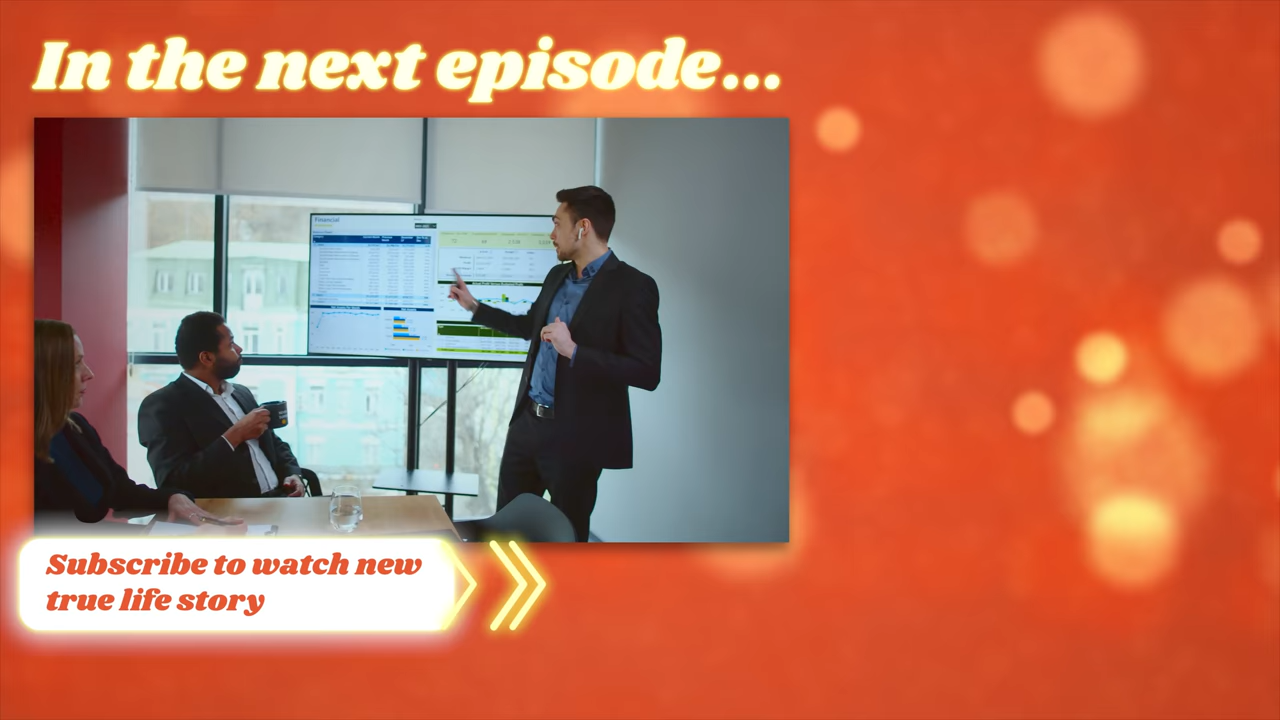 In the next episode...
Financial
Subscribe to watch new
true life story